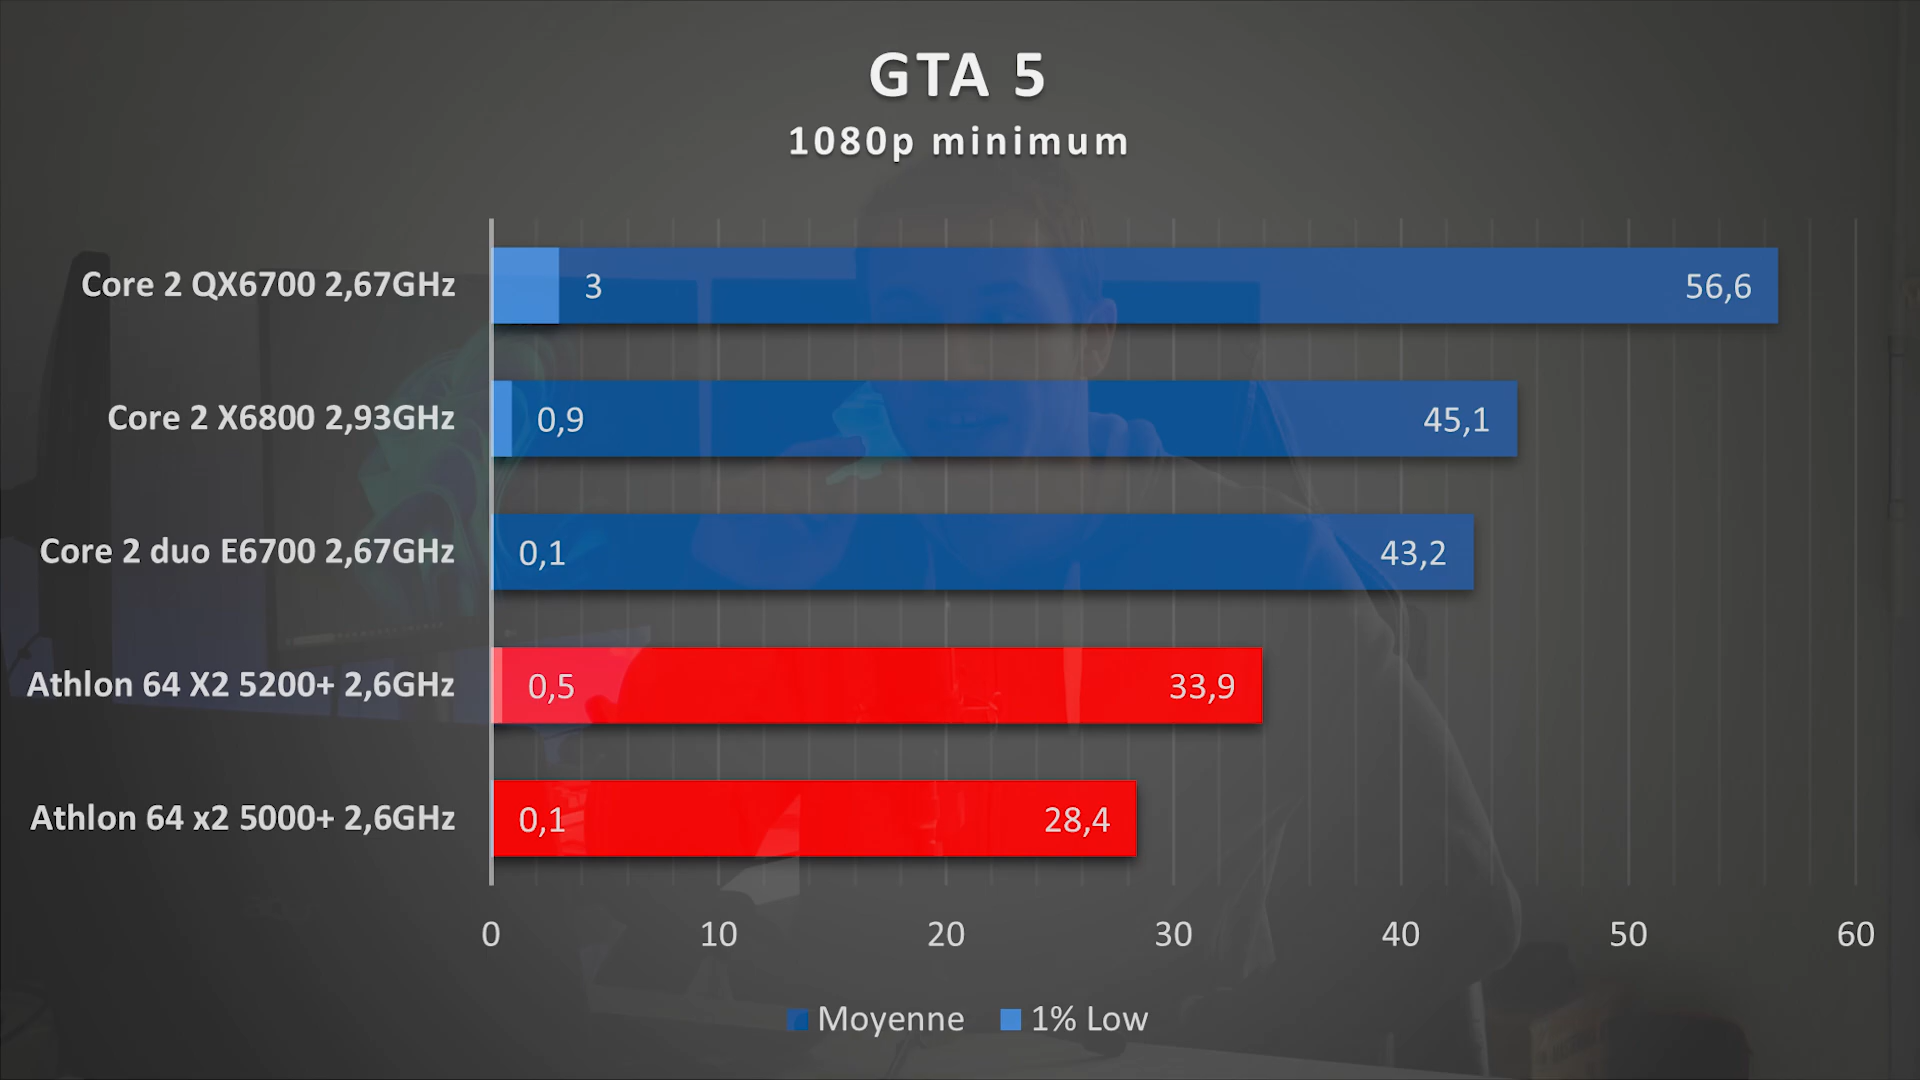 GTA 5
1080p minimum
Core 2 QX6700 2,67GHz 3 56,6
Core 2 X6800 2,93GHz 0,9 45,1
Core 2 duo E6700 2,67GHz 0,1 43,2
Athlon 64 X2 5200+ 2,6GHz 0,5 33,9
Athlon 64 x2 5000+ 2,6GHz 0,1 28,4
0 10 20 30 40 50 60
Moyenne 1% Low